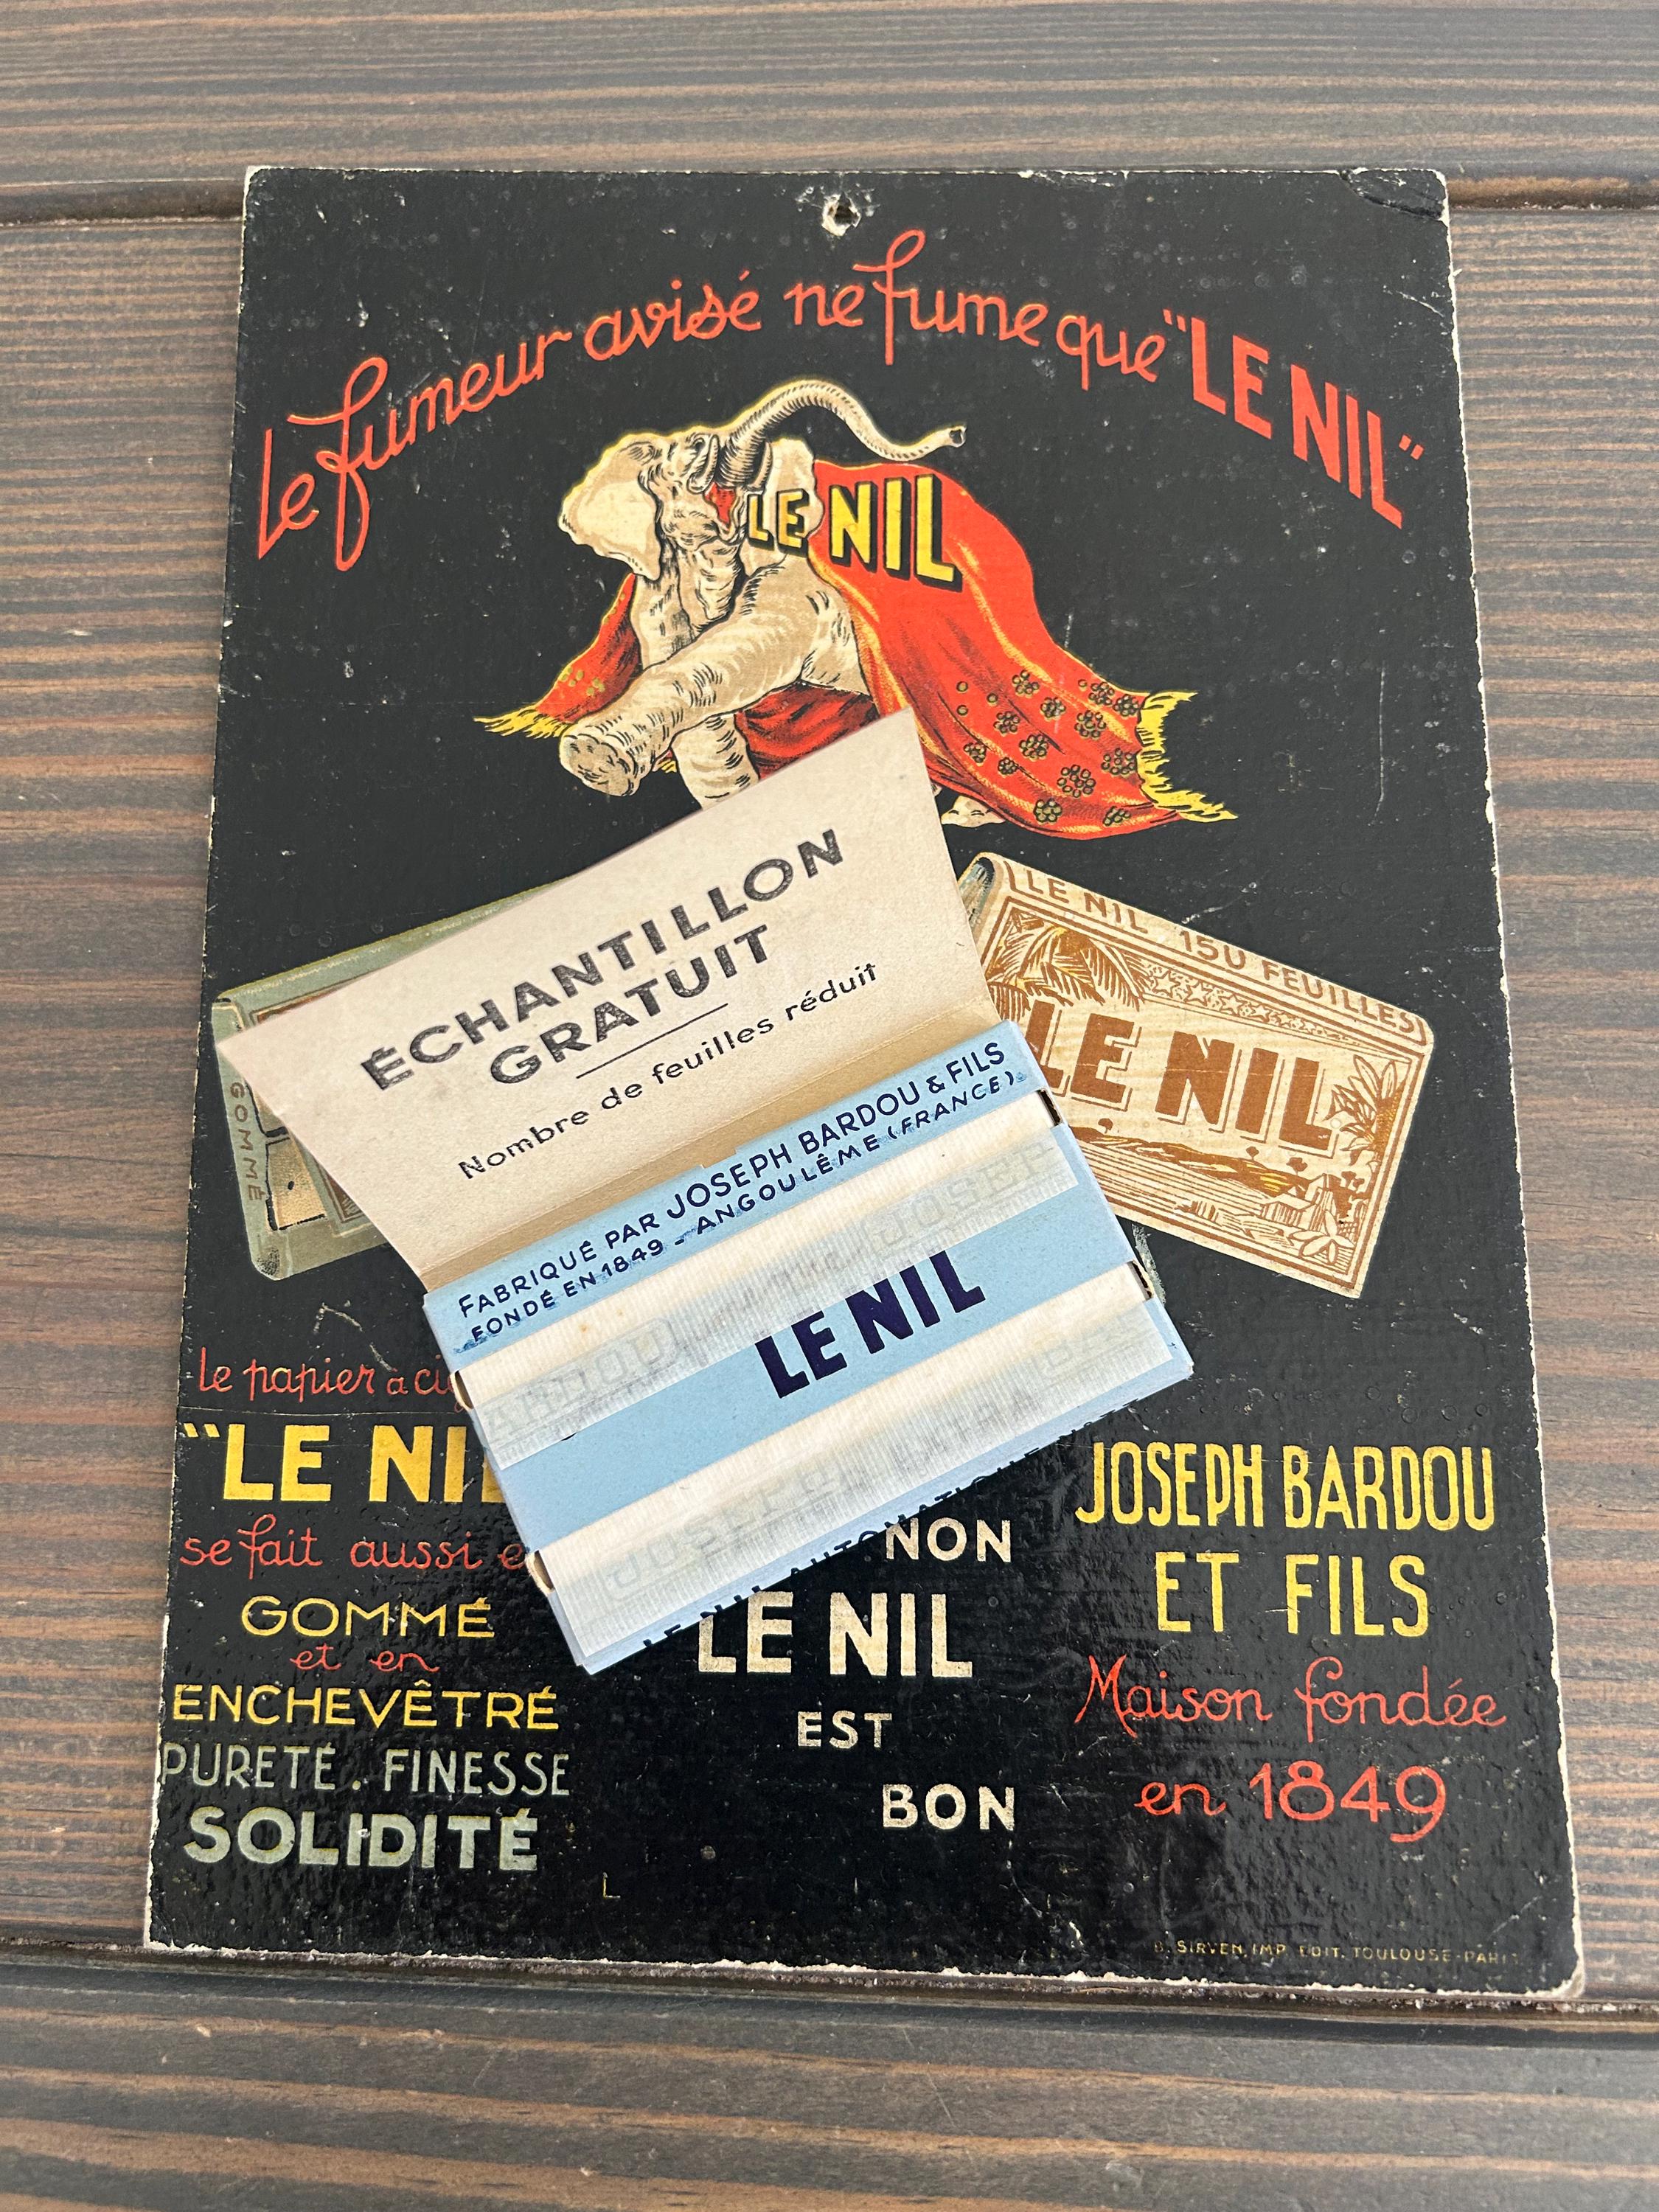 le fumeur avisé ne fume que "LE NIL"
LE NIL
LE NIL 150 FEUILLES
LE NIL
GOMMÉ
ÉCHANTILLON
GRATUIT
Nombre de feuilles réduit
FABRIQUÉ PAR JOSEPH BARDOU & FILS
FONDÉ EN 1849 - ANGOULÊME (FRANCE)
LE NIL
le papier a
"LE NI
se fait aussi e
GOMMÉ
et en
ENCHEVÊTRÉ
PURETÉ. FINESSE
SOLIDITÉ
NON
LE NIL
EST
BON
JOSEPH BARDOU
ET FILS
Maison fondée
en 1849
B. SIRVEN, IMP. EDIT. TOULOUSE-PARIS